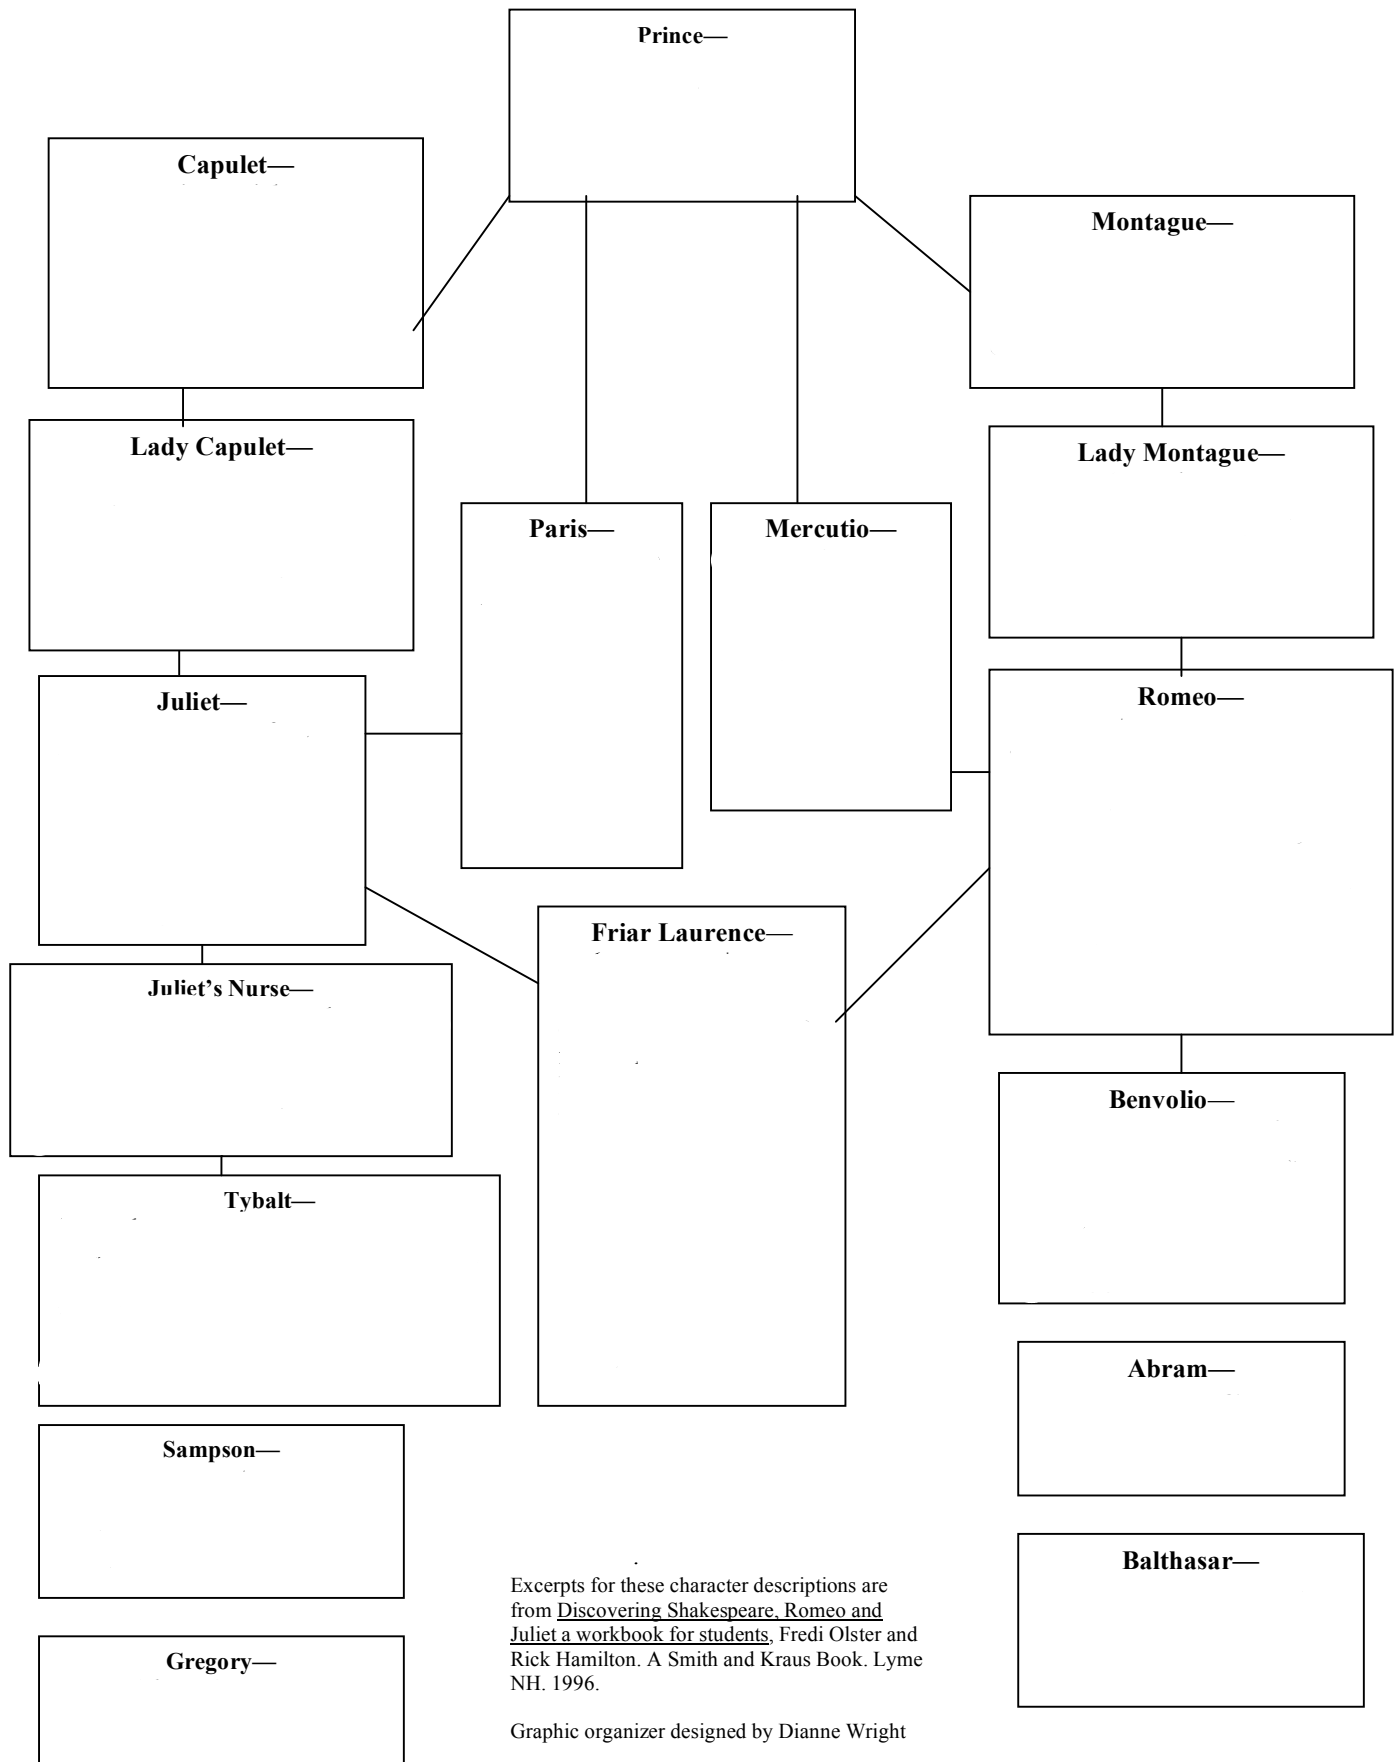 Prince—
Capulet—
Montague—
Lady Capulet—
Lady Montague—
Paris—
Mercutio—
Juliet—
Romeo—
Friar Laurence—
Juliet’s Nurse—
Benvolio—
Tybalt—
Abram—
Sampson—
Balthasar—
Gregory—
Excerpts for these character descriptions are
from Discovering Shakespeare, Romeo and
Juliet a workbook for students, Fredi Olster and
Rick Hamilton. A Smith and Kraus Book. Lyme
NH. 1996.
Graphic organizer designed by Dianne Wright